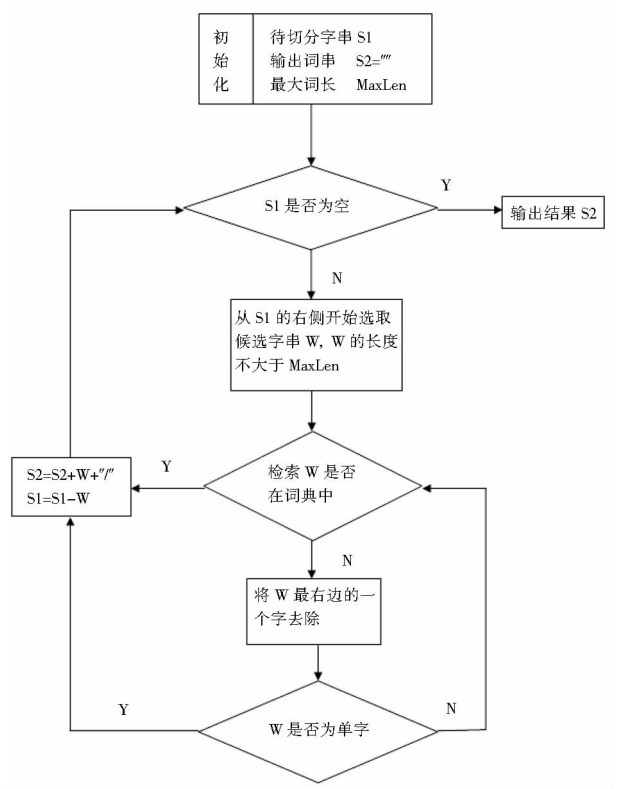 初始化
待切分字串 S1
输出词串 S2="""
最大词长 MaxLen
S1 是否为空
Y
输出结果 S2
N
从 S1 的右侧开始选取
候选字串 W, W 的长度
不大于 MaxLen
检索 W 是否
在词典中
Y
S2=S2+W+"/"
S1=S1-W
N
将 W 最右边的一
个字去除
W 是否为单字
Y
N